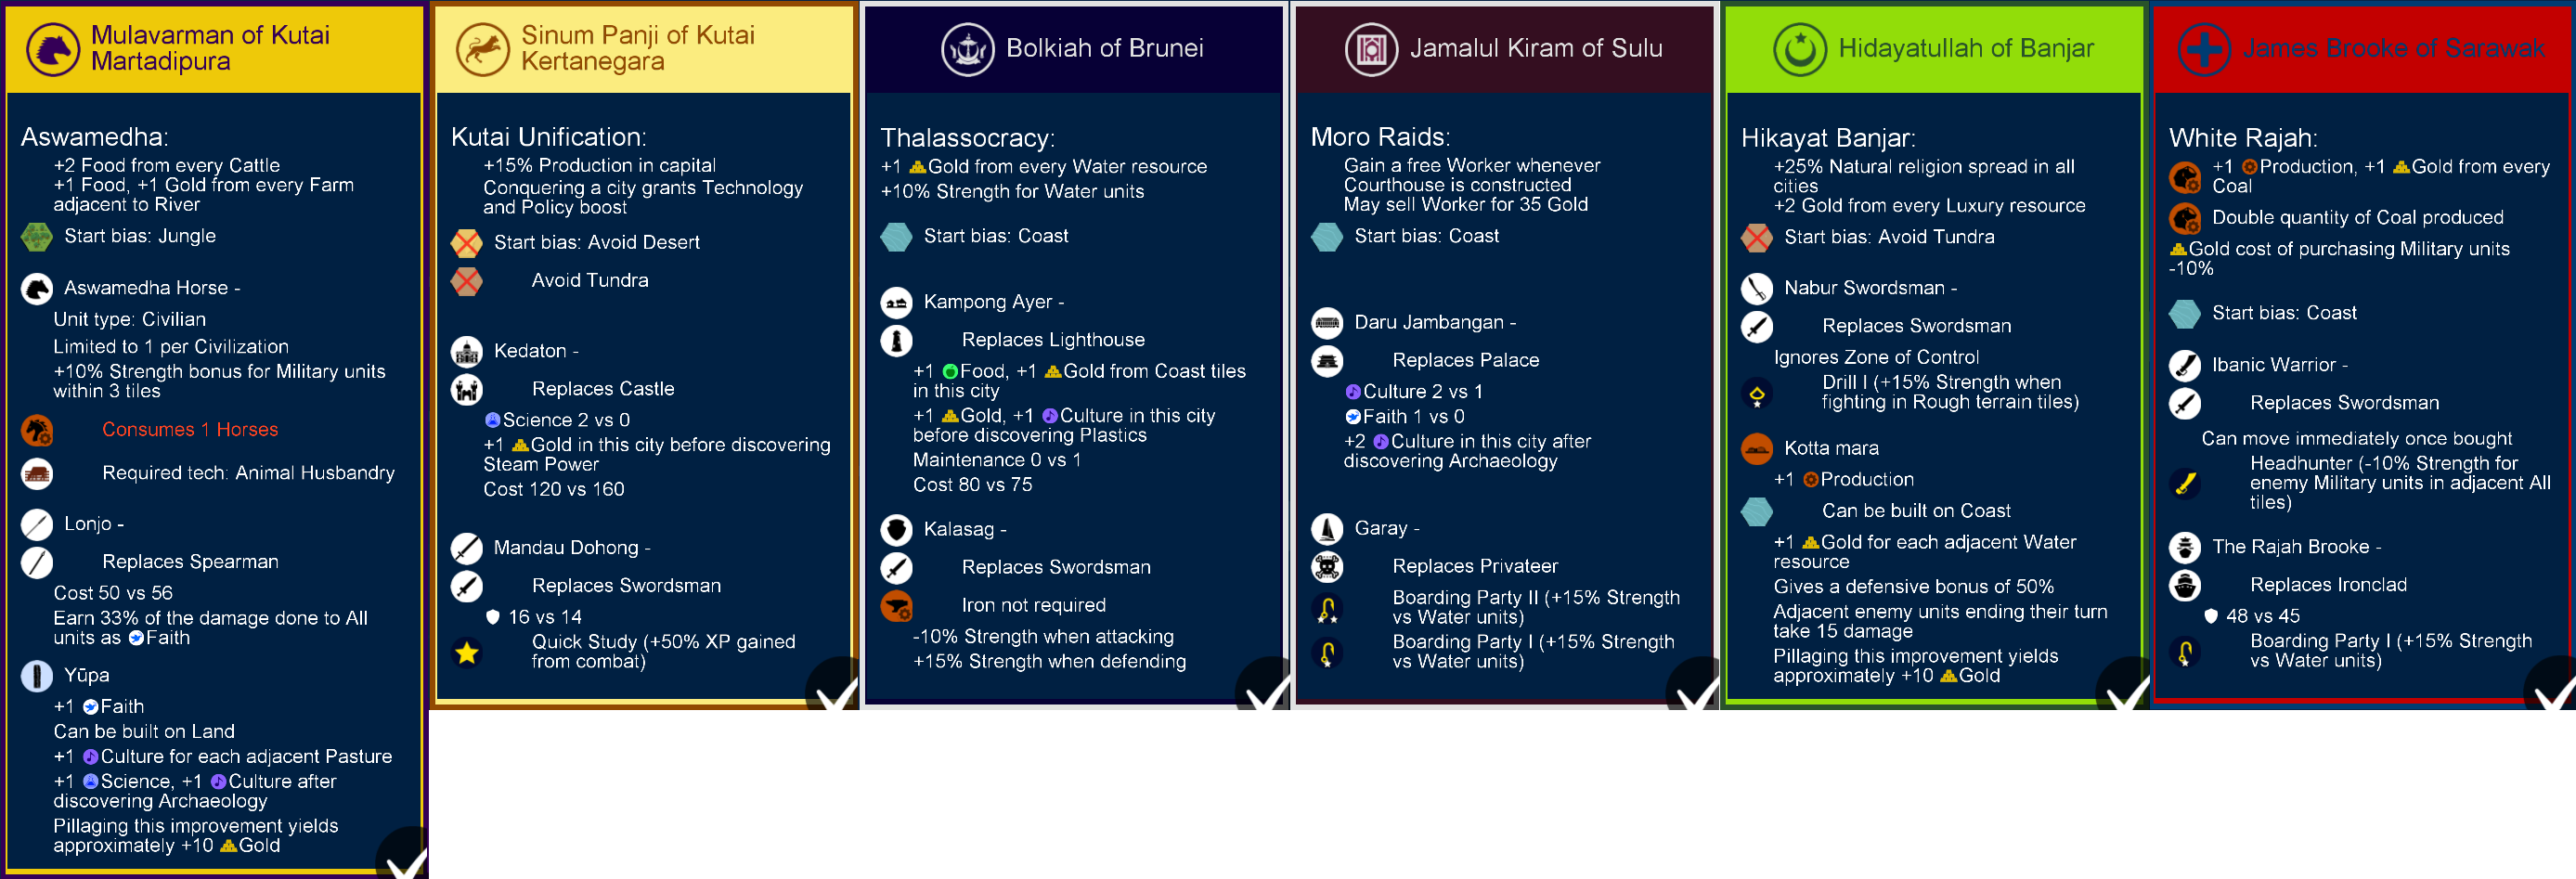 Mulavarman of Kutai
Martadipura
Aswamedha:
+2 Food from every Cattle
+1 Food, +1 Gold from every Farm
adjacent to River
Start bias: Jungle
Aswamedha Horse -
Unit type: Civilian
Limited to 1 per Civilization
+10% Strength bonus for Military units
within 3 tiles
Consumes 1 Horses
Required tech: Animal Husbandry
Lonjo -
Replaces Spearman
Cost 50 vs 56
Earn 33% of the damage done to All
units as Faith
Yūpa
+1 Faith
Can be built on Land
+1 Culture for each adjacent Pasture
+1 Science, +1 Culture after
discovering Archaeology
Pillaging this improvement yields
approximately +10 Gold
Sinum Panji of Kutai
Kertanegara
Kutai Unification:
+15% Production in capital
Conquering a city grants Technology
and Policy boost
Start bias: Avoid Desert
Avoid Tundra
Kedaton -
Replaces Castle
Science 2 vs 0
+1 Gold in this city before discovering
Steam Power
Cost 120 vs 160
Mandau Dohong -
Replaces Swordsman
16 vs 14
Quick Study (+50% XP gained
from combat)
Bolkiah of Brunei
Thalassocracy:
+1 Gold from every Water resource
+10% Strength for Water units
Start bias: Coast
Kampong Ayer -
Replaces Lighthouse
+1 Food, +1 Gold from Coast tiles
in this city
+1 Gold, +1 Culture in this city
before discovering Plastics
Maintenance 0 vs 1
Cost 80 vs 75
Kalasag -
Replaces Swordsman
Iron not required
-10% Strength when attacking
+15% Strength when defending
Jamalul Kiram of Sulu
Moro Raids:
Gain a free Worker whenever
Courthouse is constructed
May sell Worker for 35 Gold
Start bias: Coast
Daru Jambangan -
Replaces Palace
Culture 2 vs 1
Faith 1 vs 0
+2 Culture in this city after
discovering Archaeology
Garay -
Replaces Privateer
Boarding Party II (+15% Strength
vs Water units)
Boarding Party I (+15% Strength
vs Water units)
Hidayatullah of Banjar
Hikayat Banjar:
+25% Natural religion spread in all
cities
+2 Gold from every Luxury resource
Start bias: Avoid Tundra
Nabur Swordsman -
Replaces Swordsman
Ignores Zone of Control
Drill I (+15% Strength when
fighting in Rough terrain tiles)
Kotta mara
+1 Production
Can be built on Coast
+1 Gold for each adjacent Water
resource
Gives a defensive bonus of 50%
Adjacent enemy units ending their turn
take 15 damage
Pillaging this improvement yields
approximately +10 Gold
James Brooke of Sarawak
White Rajah:
+1 Production, +1 Gold from every
Coal
Double quantity of Coal produced
Gold cost of purchasing Military units
-10%
Start bias: Coast
Ibanic Warrior -
Replaces Swordsman
Can move immediately once bought
Headhunter (-10% Strength for
enemy Military units in adjacent All
tiles)
The Rajah Brooke -
Replaces Ironclad
48 vs 45
Boarding Party I (+15% Strength
vs Water units)